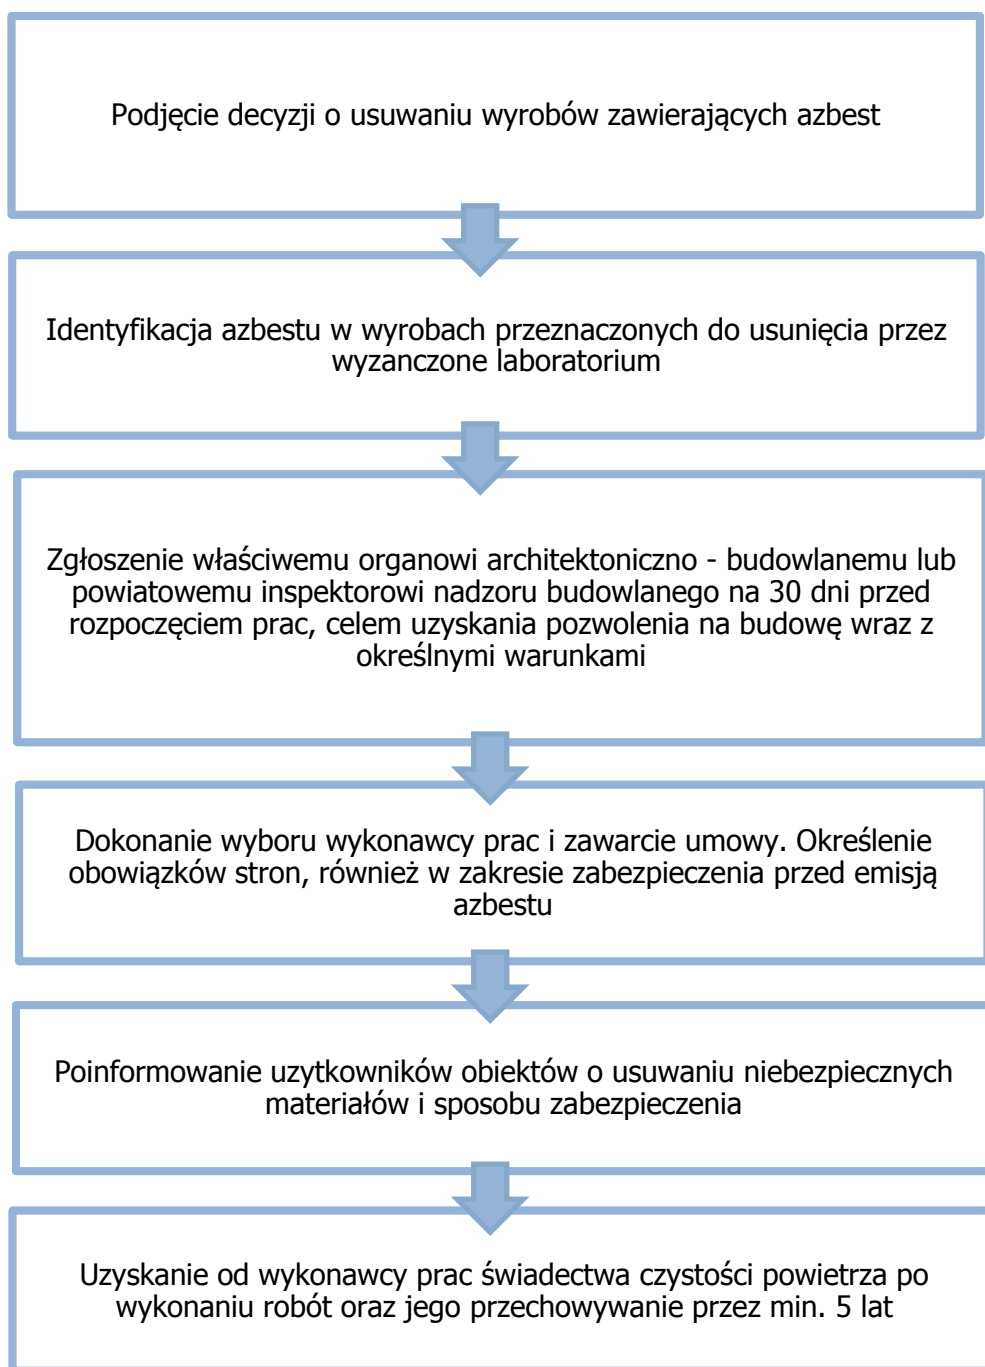 Podjęcie decyzji o usuwaniu wyrobów zawierających azbest
Identyfikacja azbestu w wyrobach przeznaczonych do usunięcia przez
wyzanczone laboratorium
Zgłoszenie właściwemu organowi architektoniczno - budowlanemu lub
powiatowemu inspektorowi nadzoru budowlanego na 30 dni przed
rozpoczęciem prac, celem uzyskania pozwolenia na budowę wraz z
określnymi warunkami
Dokonanie wyboru wykonawcy prac i zawarcie umowy. Określenie
obowiązków stron, również w zakresie zabezpieczenia przed emisją
azbestu
Poinformowanie uzytkowników obiektów o usuwaniu niebezpiecznych
materiałów i sposobu zabezpieczenia
Uzyskanie od wykonawcy prac świadectwa czystości powietrza po
wykonaniu robót oraz jego przechowywanie przez min. 5 lat